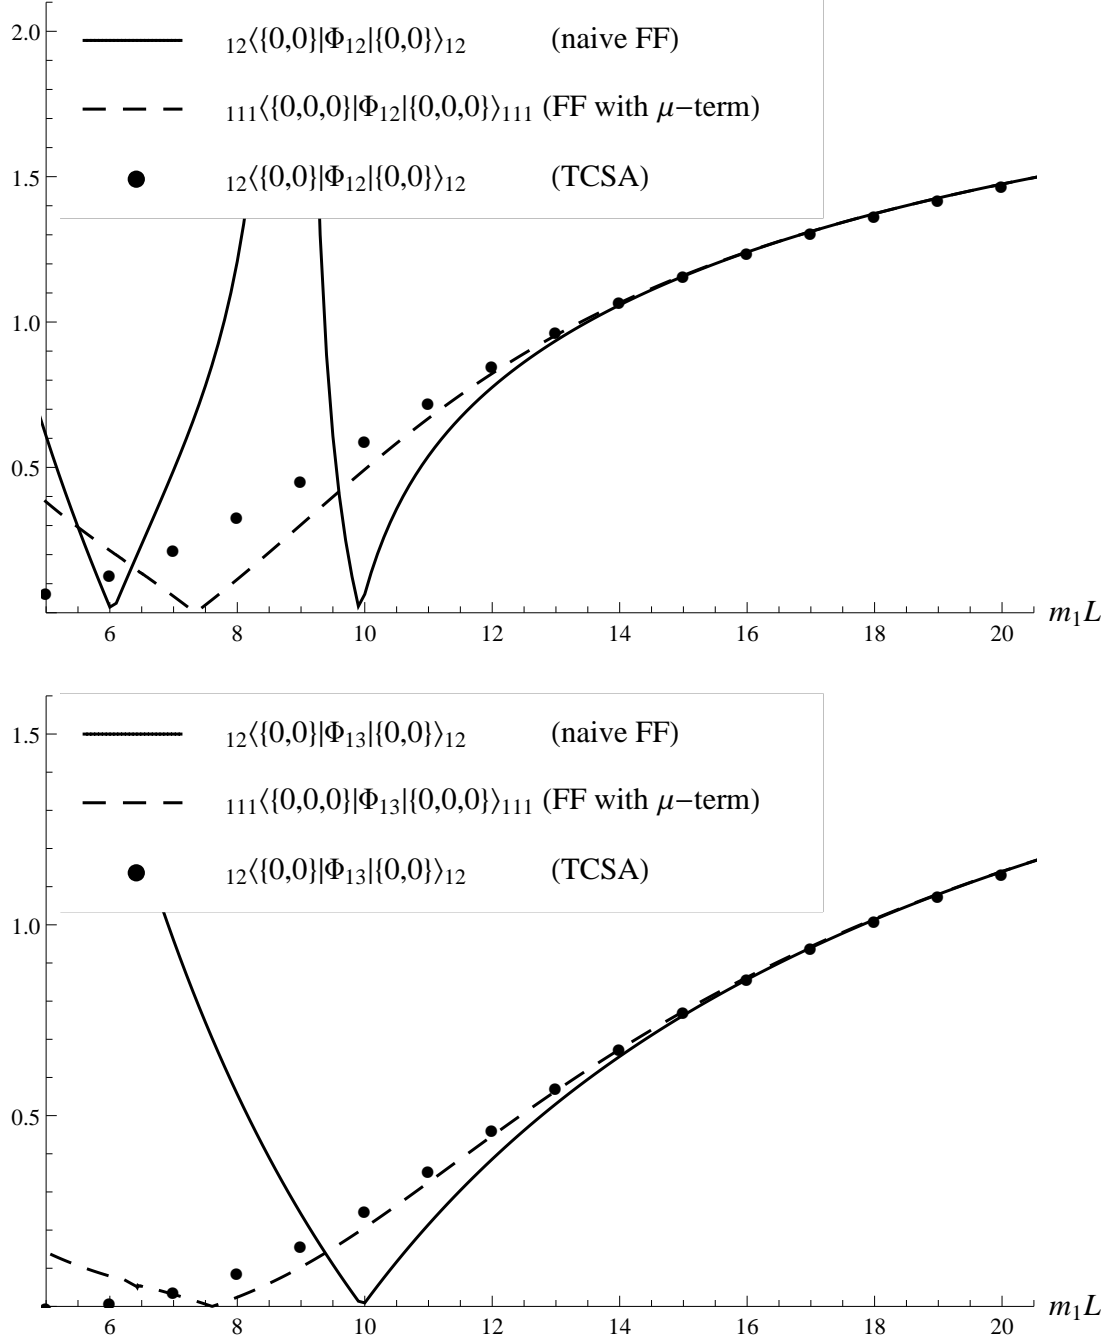 2.0
₁₂⟨{0,0}|Φ₁₂|{0,0}⟩₁₂ (naive FF)
₁₁₁⟨{0,0,0}|Φ₁₂|{0,0,0}⟩₁₁₁ (FF with μ−term)
1.5
₁₂⟨{0,0}|Φ₁₂|{0,0}⟩₁₂ (TCSA)
1.0
0.5
6 8 10 12 14 16 18 20 m₁L
1.5
₁₂⟨{0,0}|Φ₁₃|{0,0}⟩₁₂ (naive FF)
₁₁₁⟨{0,0,0}|Φ₁₃|{0,0,0}⟩₁₁₁ (FF with μ−term)
₁₂⟨{0,0}|Φ₁₃|{0,0}⟩₁₂ (TCSA)
1.0
0.5
6 8 10 12 14 16 18 20 m₁L